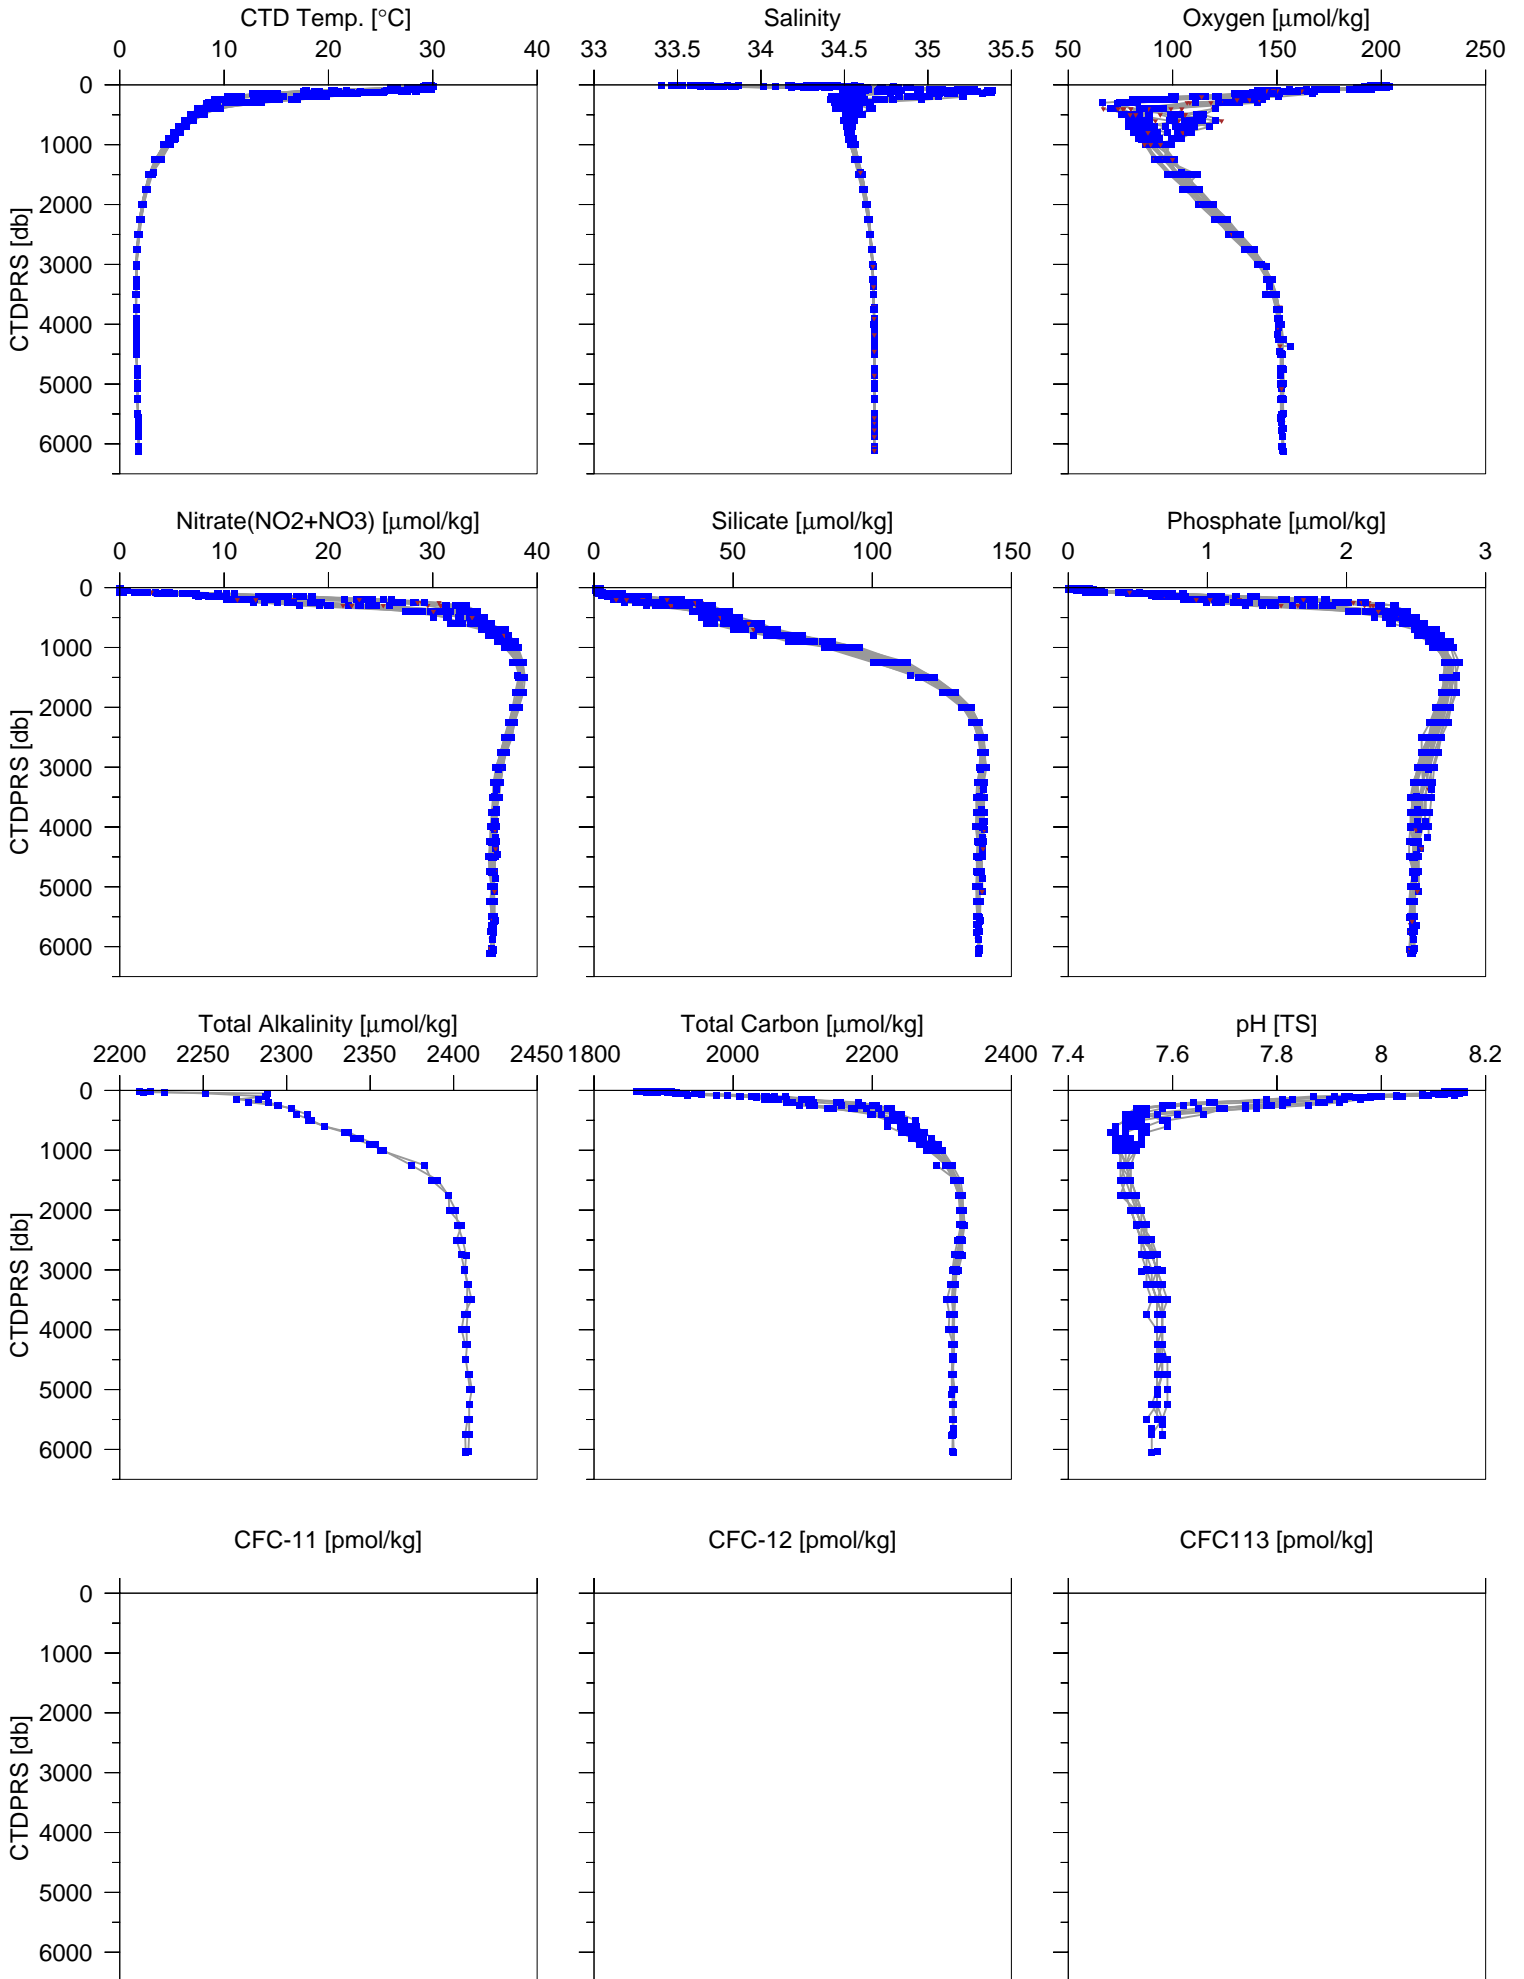 CTD Temp. [°C] Salinity Oxygen [μmol/kg]
0 10 20 30 40 33 33.5 34 34.5 35 35.5 50 100 150 200 250
0
1000
2000
3000
4000
5000
6000
CTDPRS [db]
Nitrate(NO2+NO3) [μmol/kg] Silicate [μmol/kg] Phosphate [μmol/kg]
0 10 20 30 40 0 50 100 150 0 1 2 3
0
1000
2000
3000
4000
5000
6000
CTDPRS [db]
Total Alkalinity [μmol/kg] Total Carbon [μmol/kg] pH [TS]
2200 2250 2300 2350 2400 2450 1800 2000 2200 2400 7.4 7.6 7.8 8 8.2
0
1000
2000
3000
4000
5000
6000
CTDPRS [db]
CFC-11 [pmol/kg] CFC-12 [pmol/kg] CFC113 [pmol/kg]
0
1000
2000
3000
4000
5000
6000
CTDPRS [db]